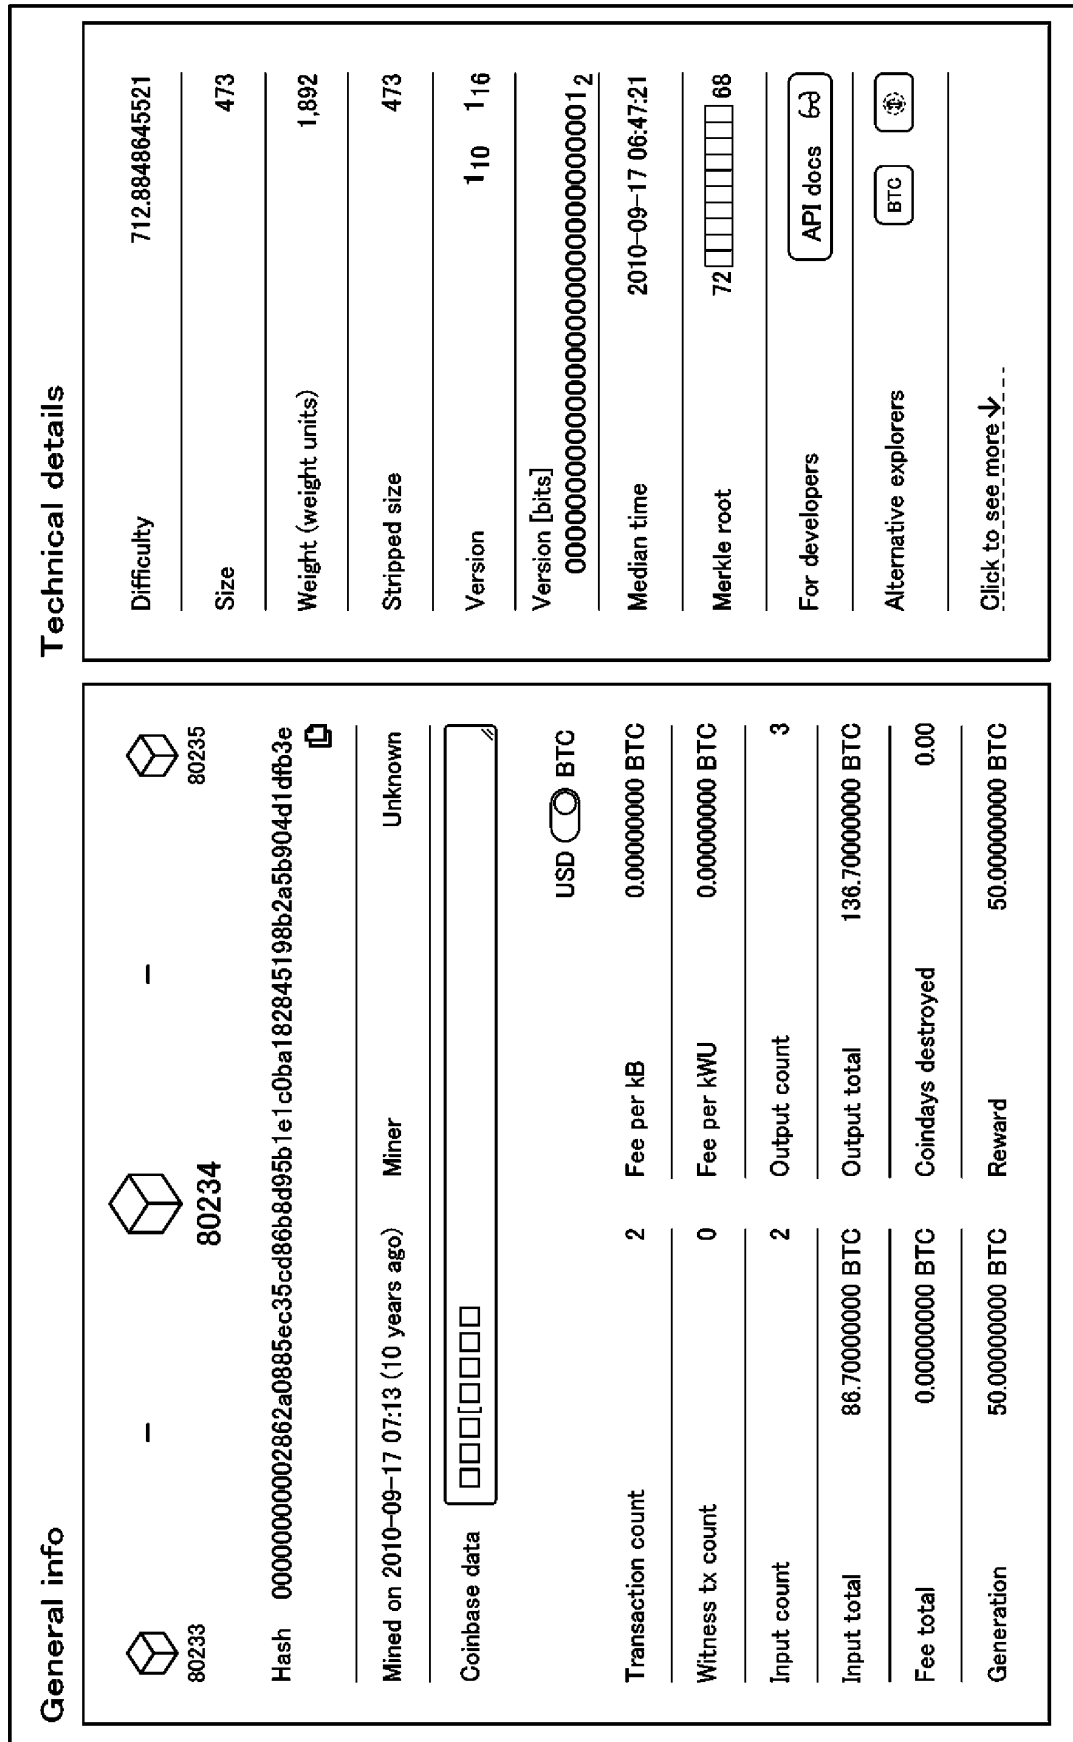 General info
80233
–
80234
–
80235
Hash 00000000002862a0885ec35cd86b8d95b1e1c0ba182845198b2a5b904d1dfb3e
Mined on 2010-09-17 07:13 (10 years ago)
Miner Unknown
Coinbase data □□□[□□□□
USD BTC
Transaction count 2
Fee per kB 0.00000000 BTC
Witness tx count 0
Fee per kWU 0.00000000 BTC
Input count 2
Output count 3
Input total 86.70000000 BTC
Output total 136.70000000 BTC
Fee total 0.00000000 BTC
Coindays destroyed 0.00
Generation 50.00000000 BTC
Reward 50.00000000 BTC
Technical details
Difficulty 712.8848645521
Size 473
Weight (weight units) 1,892
Stripped size 473
Version 1₁₀ 1₁₆
Version [bits]
00000000000000000000000000000001₂
Median time 2010-09-17 06:47:21
Merkle root 72 68
For developers API docs
Alternative explorers BTC
Click to see more ↓